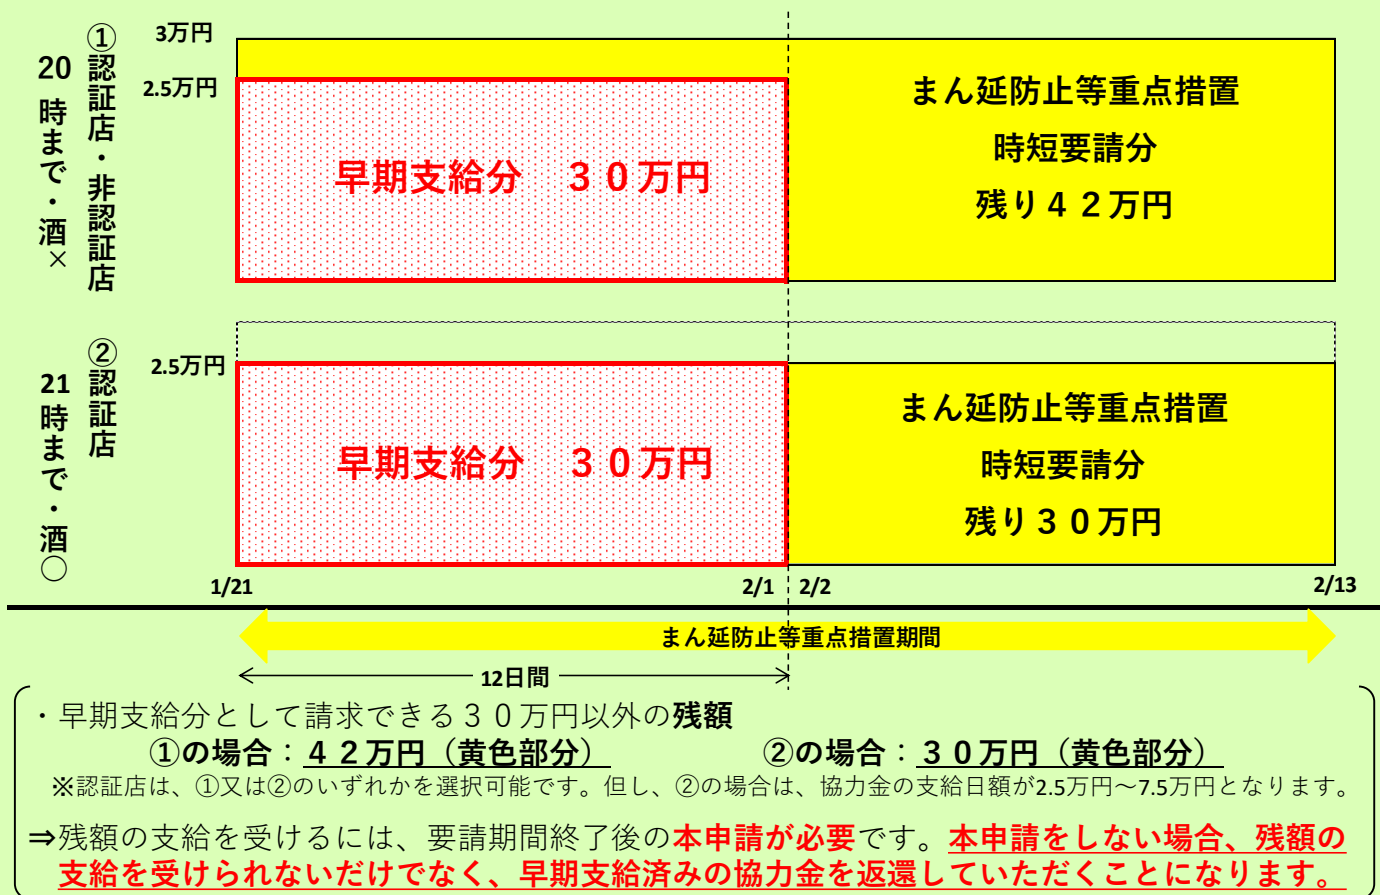 ①認証店・非認証店
20時まで・酒×
3万円
2.5万円
早期支給分　３０万円
まん延防止等重点措置
時短要請分
残り４２万円
②認証店
21時まで・酒○
2.5万円
早期支給分　３０万円
まん延防止等重点措置
時短要請分
残り３０万円
1/21
2/1
2/2
2/13
まん延防止等重点措置期間
12日間
・早期支給分として請求できる３０万円以外の残額
①の場合：４２万円（黄色部分）
②の場合：３０万円（黄色部分）
※認証店は、①又は②のいずれかを選択可能です。但し、②の場合は、協力金の支給日額が2.5万円～7.5万円となります。
⇒残額の支給を受けるには、要請期間終了後の本申請が必要です。本申請をしない場合、残額の
支給を受けられないだけでなく、早期支給済みの協力金を返還していただくことになります。